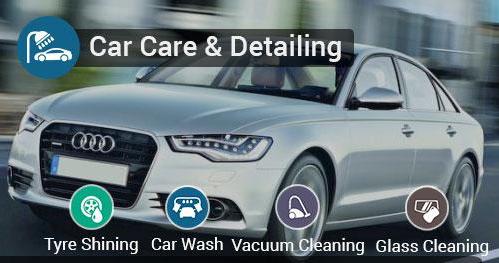 Car Care & Detailing
Tyre Shining
Car Wash
Vacuum Cleaning
Glass Cleaning